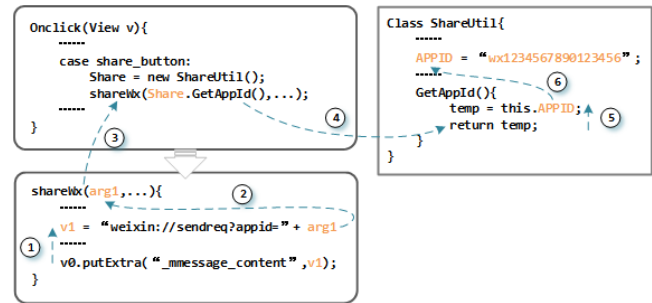 Onclick(View v){
------
case share_button:
Share = new ShareUtil();
shareWx(Share.GetAppId(),...);
------
}
3
4
Class ShareUtil{
------
APPID = “wx1234567890123456”;
------
6
GetAppId(){
temp = this.APPID;
return temp;
5
}
}
shareWx(arg1,...){
2
------
v1 = “weixin://sendreq?appid=”+ arg1
1
------
v0.putExtra(“_mmessage_content”,v1);
}